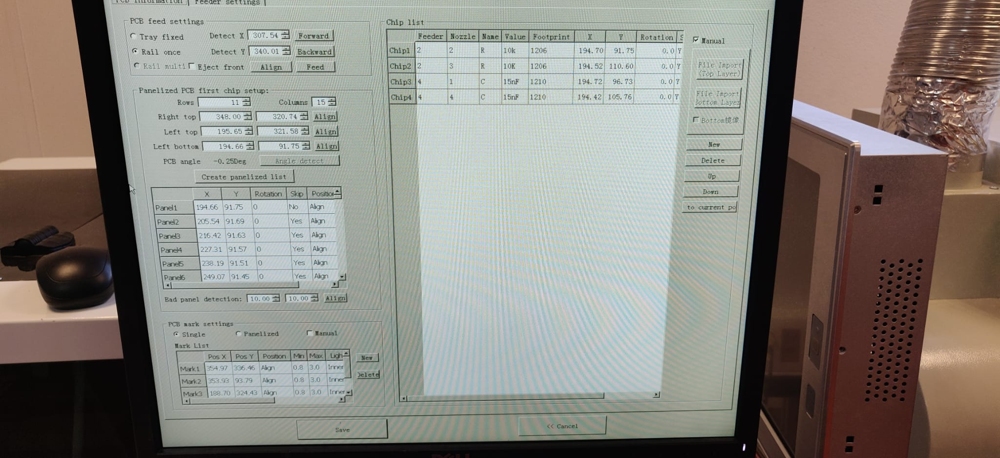 PCB information Feeder settings
PCB feed settings
Tray fixed Detect X 307.54 Forward
Rail once Detect Y 340.01 Backward
Rail multi Eject front Align Feed
Panelized PCB first chip setup:
Rows 11 Columns 15
Right top 348.00 320.74 Align
Left top 195.65 321.58 Align
Left bottom 194.66 91.75 Align
PCB angle -0.25Deg Angle detect
Create panelized list
X Y Rotation Skip Position
Panel1 194.66 91.75 0 No Align
Panel2 205.54 91.69 0 Yes Align
Panel3 216.42 91.63 0 Yes Align
Panel4 227.31 91.57 0 Yes Align
Panel5 238.19 91.51 0 Yes Align
Panel6 249.07 91.45 0 Yes Align
Bad panel detection: 10.00 10.00 Align
PCB mark settings
Single Panelized Manual
Mark List
Pos X Pos Y Position Min Max Ligh
Mark1 354.97 336.46 Align 0.8 3.0 Inner
Mark2 353.93 93.79 Align 0.8 3.0 Inner
Mark3 188.70 324.43 Align 0.8 3.0 Inner
New
Delete
Chip list
Feeder Nozzle Name Value Footprint X Y Rotation S
Chip1 2 2 R 10k 1206 194.70 91.75 0.0 Y
Chip2 2 3 R 10K 1206 194.52 110.60 0.0 Y
Chip3 4 1 C 15nF 1210 194.72 96.73 0.0 Y
Chip4 4 4 C 15nF 1210 194.42 105.76 0.0 Y
Manual
File Import
(Top Layer)
File Import
Bottom Layer
Bottom镜像
New
Delete
Up
Down
to current po
Save
<< Cancel
DELL